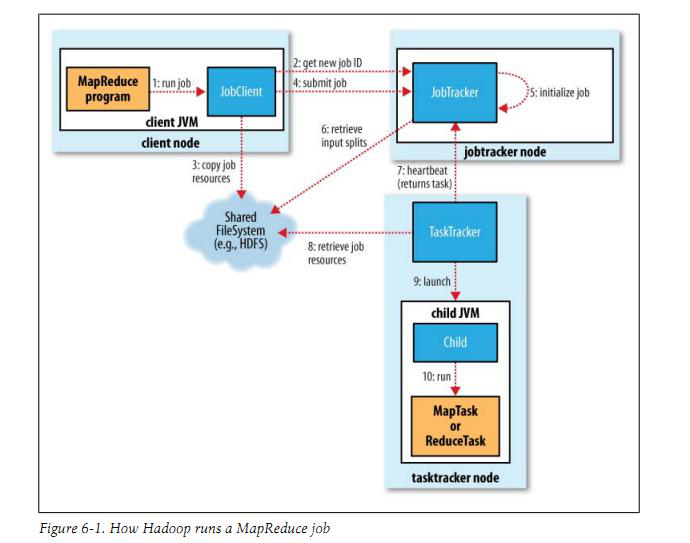 MapReduce
program
1: run job
JobClient
client JVM
client node
2: get new job ID
4: submit job
JobTracker
5: initialize job
jobtracker node
3: copy job
resources
6: retrieve
input splits
7: heartbeat
(returns task)
Shared
FileSystem
(e.g., HDFS)
8: retrieve job
resources
TaskTracker
9: launch
child JVM
Child
10: run
MapTask
or
ReduceTask
tasktracker node
Figure 6-1. How Hadoop runs a MapReduce job